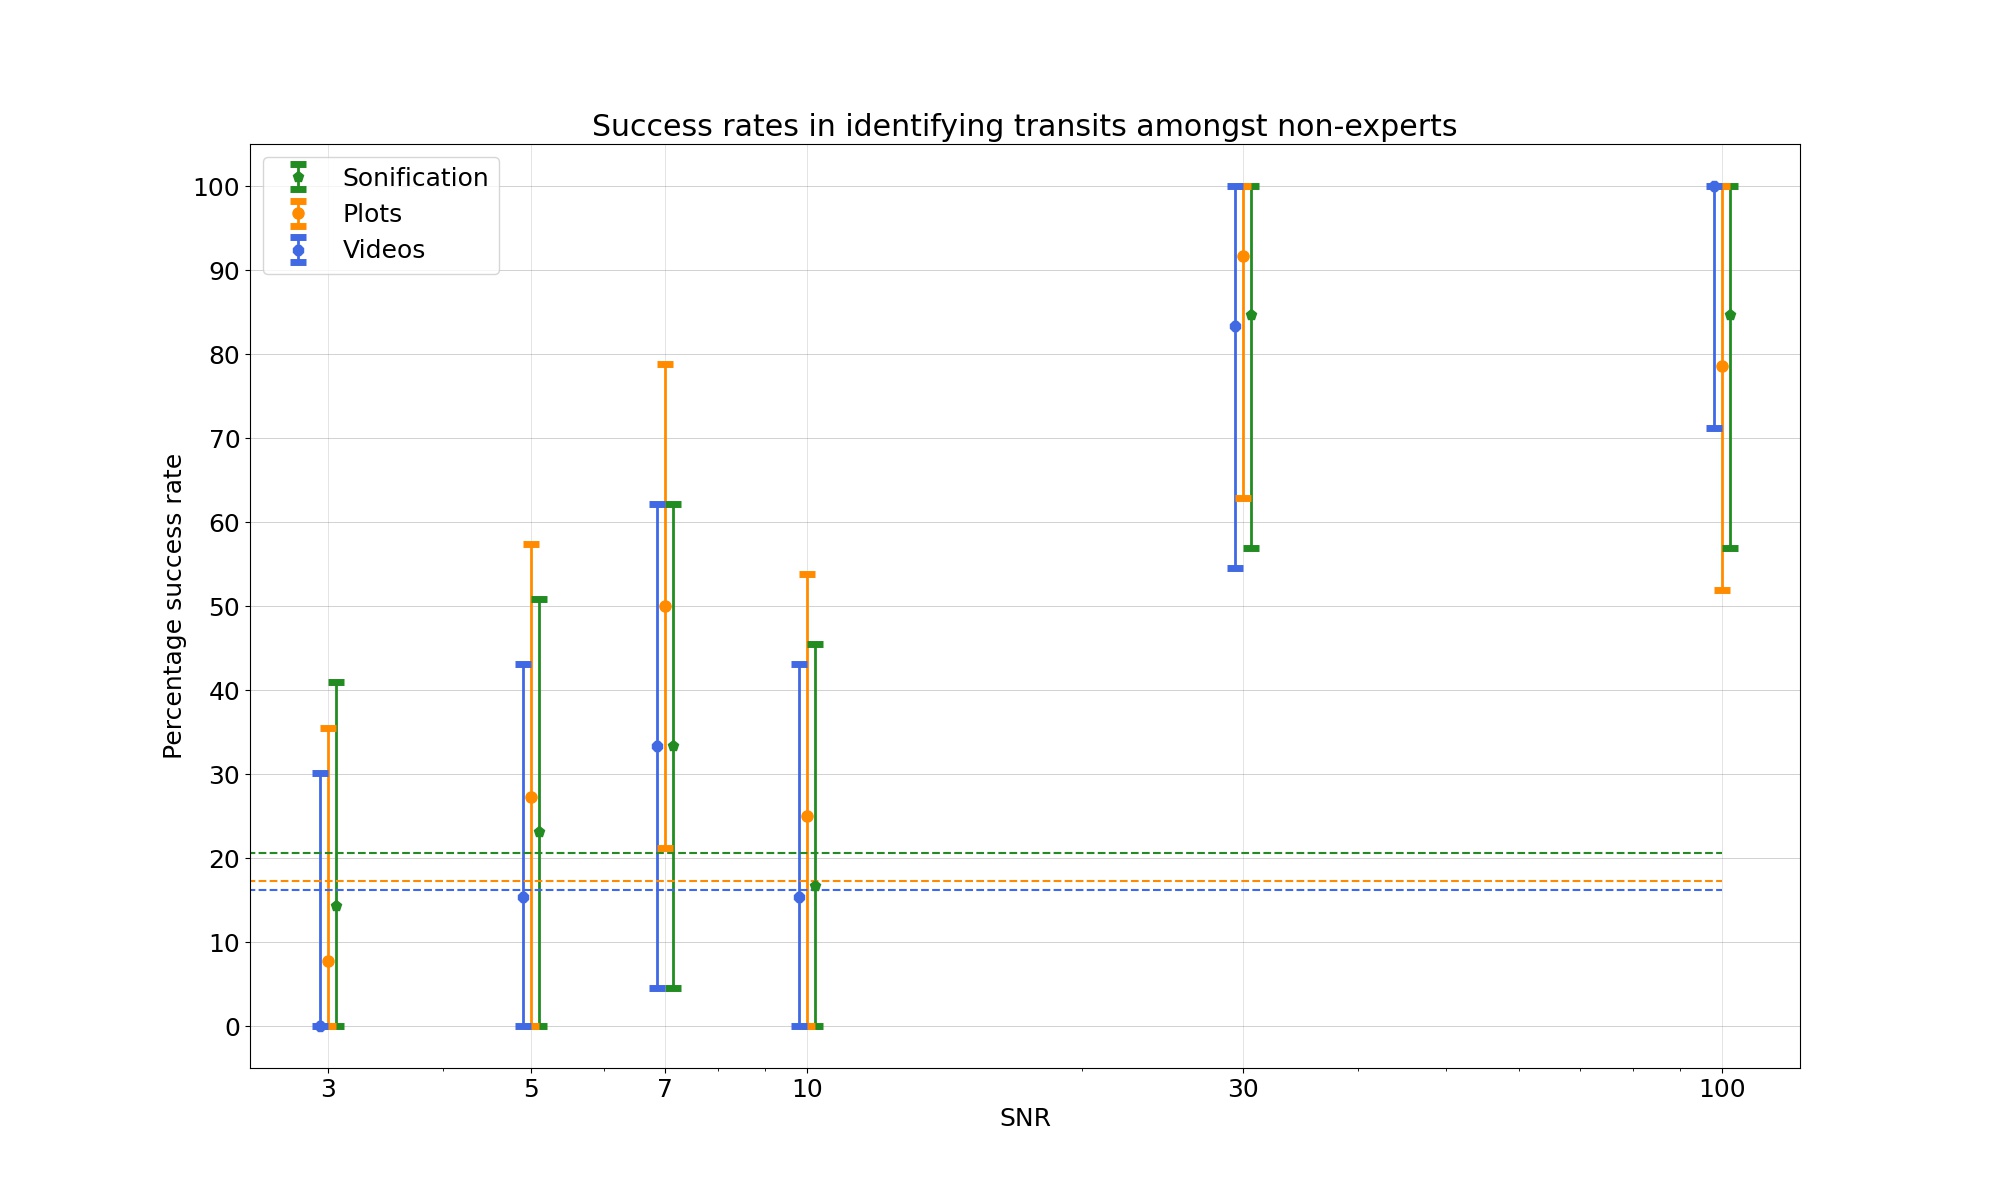 Success rates in identifying transits amongst non-experts
Sonification
Plots
Videos
100
90
80
70
60
50
40
30
20
10
0
Percentage success rate
3 5 7 10 30 100
SNR